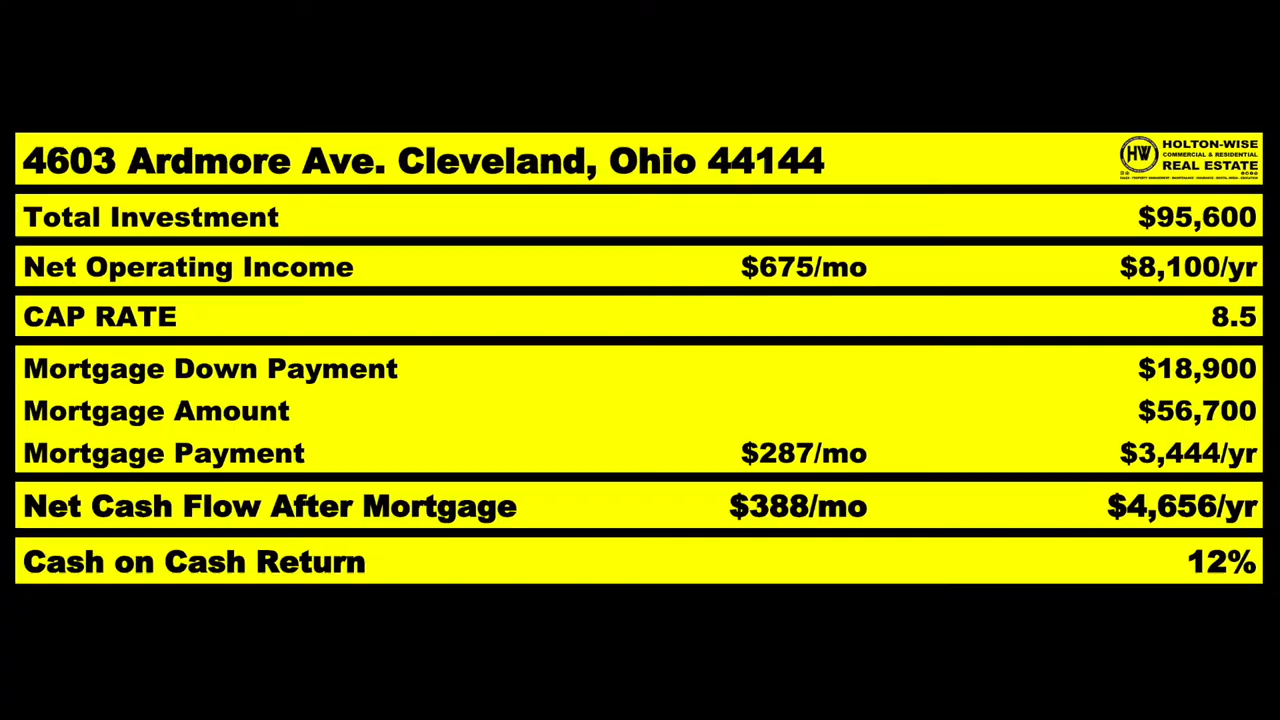 4603 Ardmore Ave. Cleveland, Ohio 44144
HW
HOLTON-WISE
COMMERCIAL & RESIDENTIAL
REAL ESTATE
Total Investment $95,600
Net Operating Income $675/mo $8,100/yr
CAP RATE 8.5
Mortgage Down Payment $18,900
Mortgage Amount $56,700
Mortgage Payment $287/mo $3,444/yr
Net Cash Flow After Mortgage $388/mo $4,656/yr
Cash on Cash Return 12%